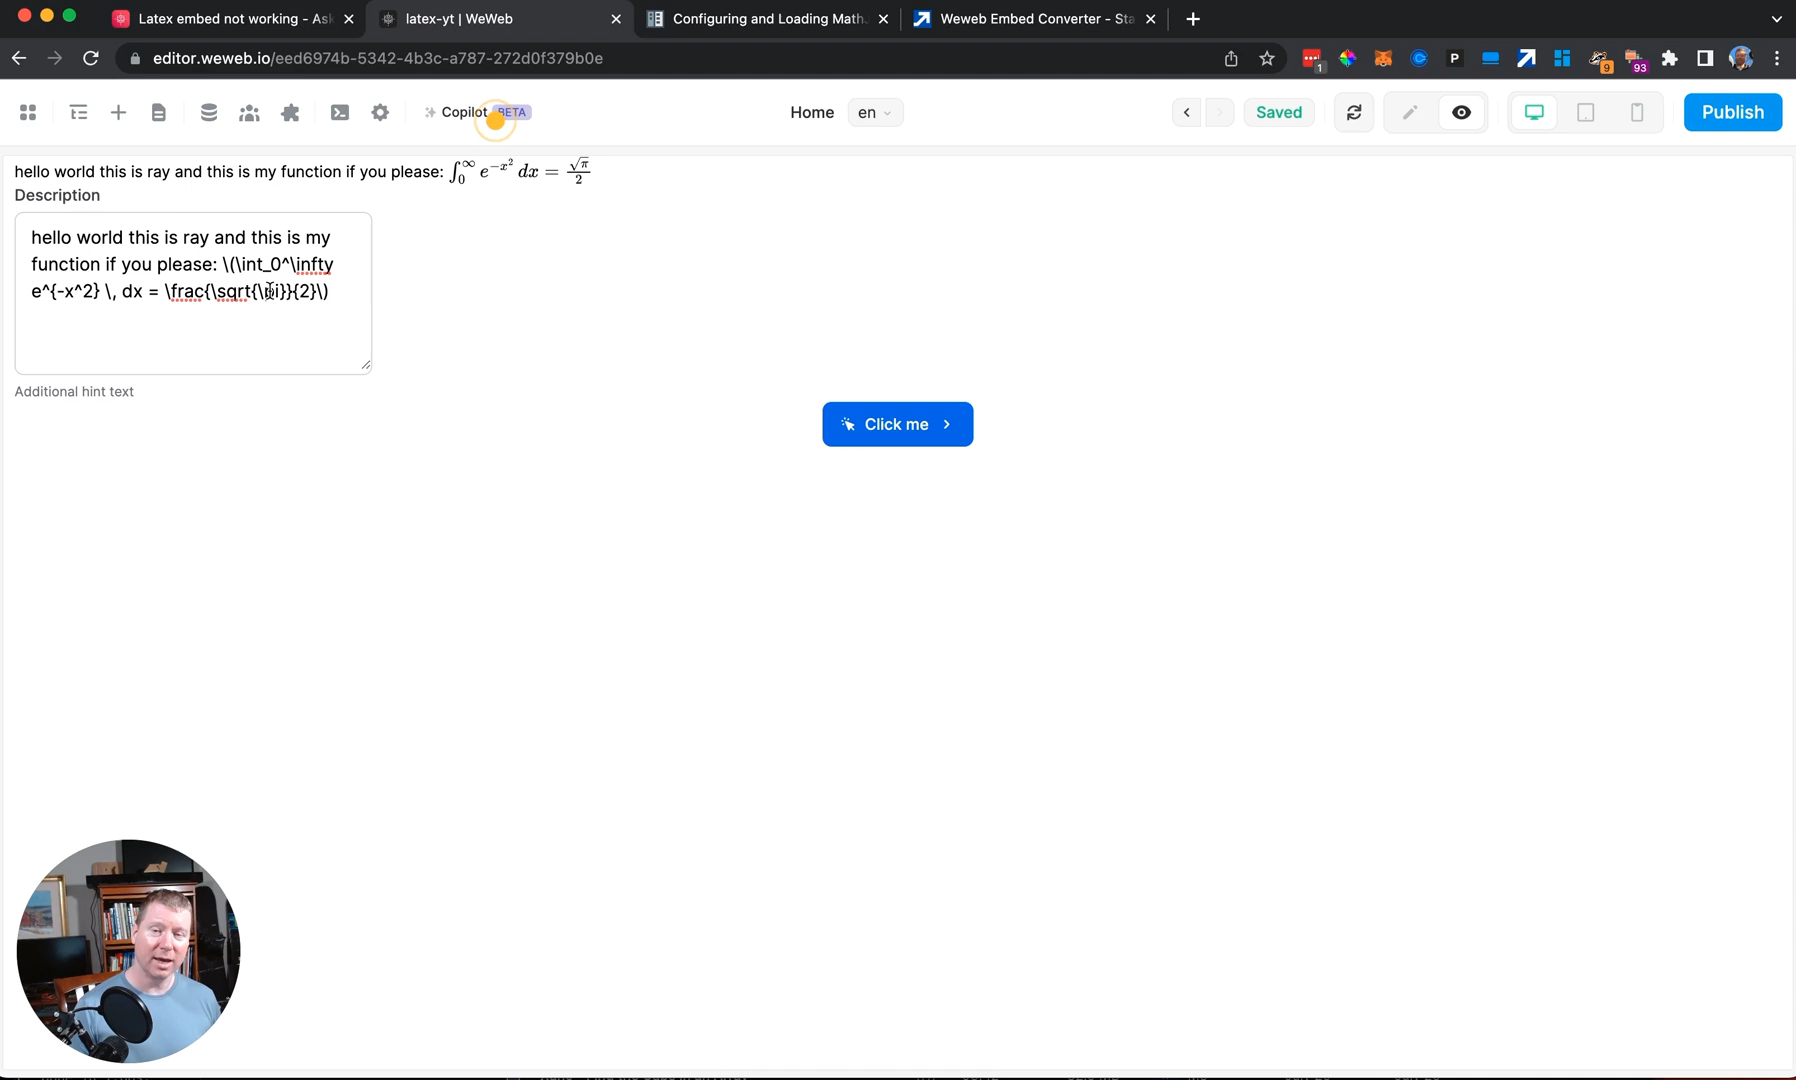 Latex embed not working - Ask
latex-yt | WeWeb
Configuring and Loading Math
Weweb Embed Converter - Sta
editor.weweb.io/eed6974b-5342-4b3c-a787-272d0f379b0e
1
P
9
93
Copilot BETA
Home
en
Saved
Publish
hello world this is ray and this is my function if you please: ∫₀^∞ e^{-x²} dx = √π/2
Description
hello world this is ray and this is my
function if you please: \(\int_0^\infty
e^{-x^2} \, dx = \frac{\sqrt{\pi}}{2}\)
Additional hint text
Click me